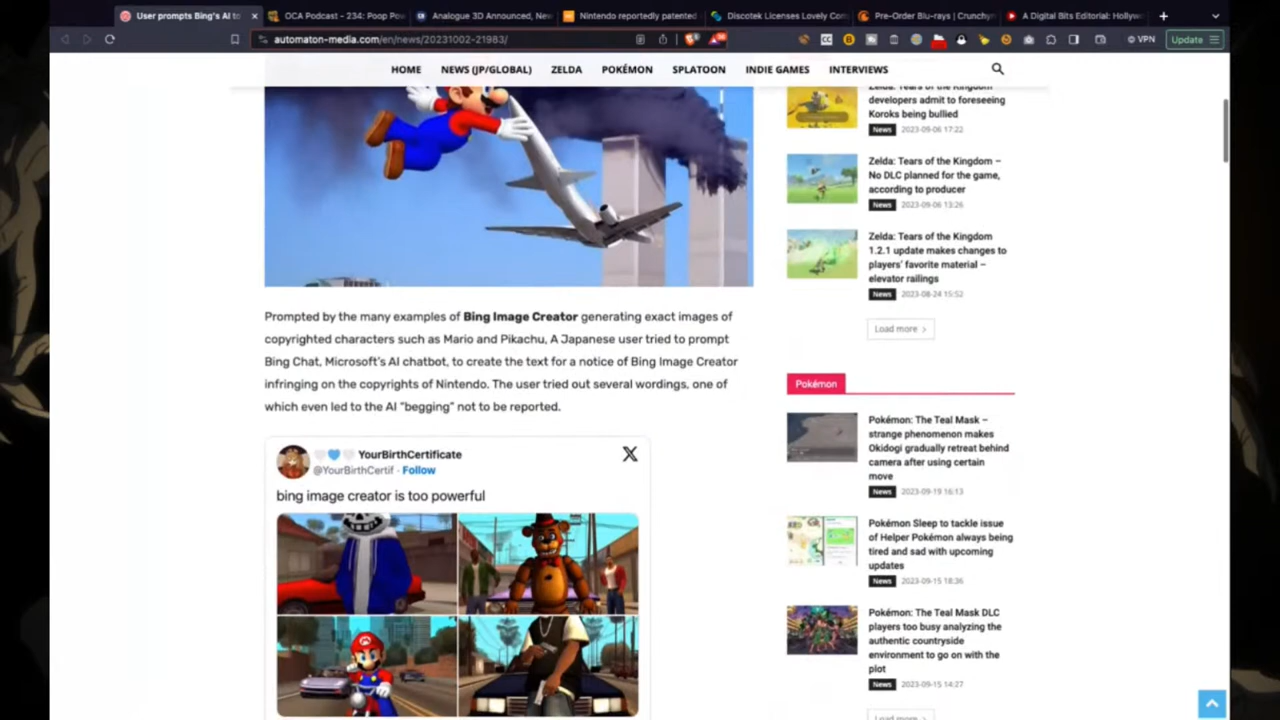 User prompts Bing's AI to
OCA Podcast - 234: Poop Po
Analogue 3D Announced, Nev
Nintendo reportedly patented
Discotek Licenses Lovely Com
Pre-Order Blu-rays | Crunchy
A Digital Bits Editorial: Hollyw
automaton-media.com/en/news/20231002-21983/
VPN
Update
HOME
NEWS (JP/GLOBAL)
ZELDA
POKÉMON
SPLATOON
INDIE GAMES
INTERVIEWS
Zelda: Tears of the Kingdom
developers admit to foreseeing
Koroks being bullied
News 2023-09-06 17:22
Zelda: Tears of the Kingdom –
No DLC planned for the game,
according to producer
News 2023-09-06 13:26
Zelda: Tears of the Kingdom
1.2.1 update makes changes to
players' favorite material –
elevator railings
News 2023-08-24 15:52
Load more
Prompted by the many examples of Bing Image Creator generating exact images of
copyrighted characters such as Mario and Pikachu, A Japanese user tried to prompt
Bing Chat, Microsoft's AI chatbot, to create the text for a notice of Bing Image Creator
infringing on the copyrights of Nintendo. The user tried out several wordings, one of
which even led to the AI "begging" not to be reported.
YourBirthCertificate
@YourBirthCertif · Follow
bing image creator is too powerful
Pokémon
Pokémon: The Teal Mask –
strange phenomenon makes
Okidogi gradually retreat behind
camera after using certain
move
News 2023-09-19 16:13
Pokémon Sleep to tackle issue
of Helper Pokémon always being
tired and sad with upcoming
updates
News 2023-09-15 18:36
Pokémon: The Teal Mask DLC
players too busy analyzing the
authentic countryside
environment to go on with the
plot
News 2023-09-15 14:27
Load more